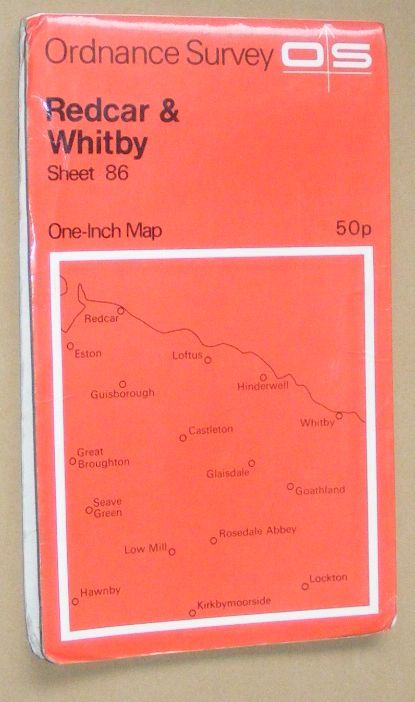 Ordnance Survey OS
Redcar &
Whitby
Sheet 86
One-Inch Map 50p
Redcar
Eston
Loftus
Hinderwell
Guisborough
Whitby
Castleton
Great
Broughton
Glaisdale
Goathland
Seave
Green
Rosedale Abbey
Low Mill
Lockton
Hawnby
Kirkbymoorside